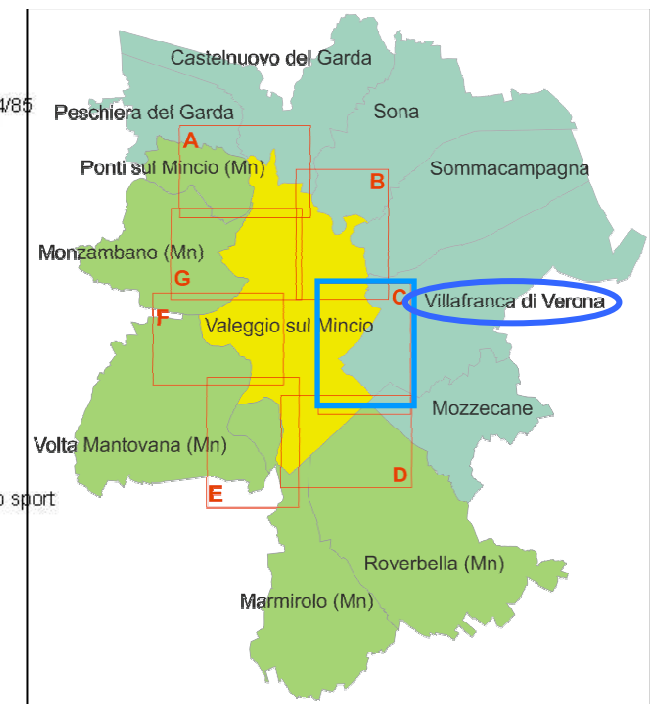 Castelnuovo del Garda
4/85
Peschiera del Garda
Sona
A
Ponti sul Mincio (Mn)
Sommacampagna
B
Monzambano (Mn)
G
C
Villafranca di Verona
F
Valeggio sul Mincio
Mozzecane
Volta Mantovana (Mn)
D
E
sport
Roverbella (Mn)
Marmirolo (Mn)